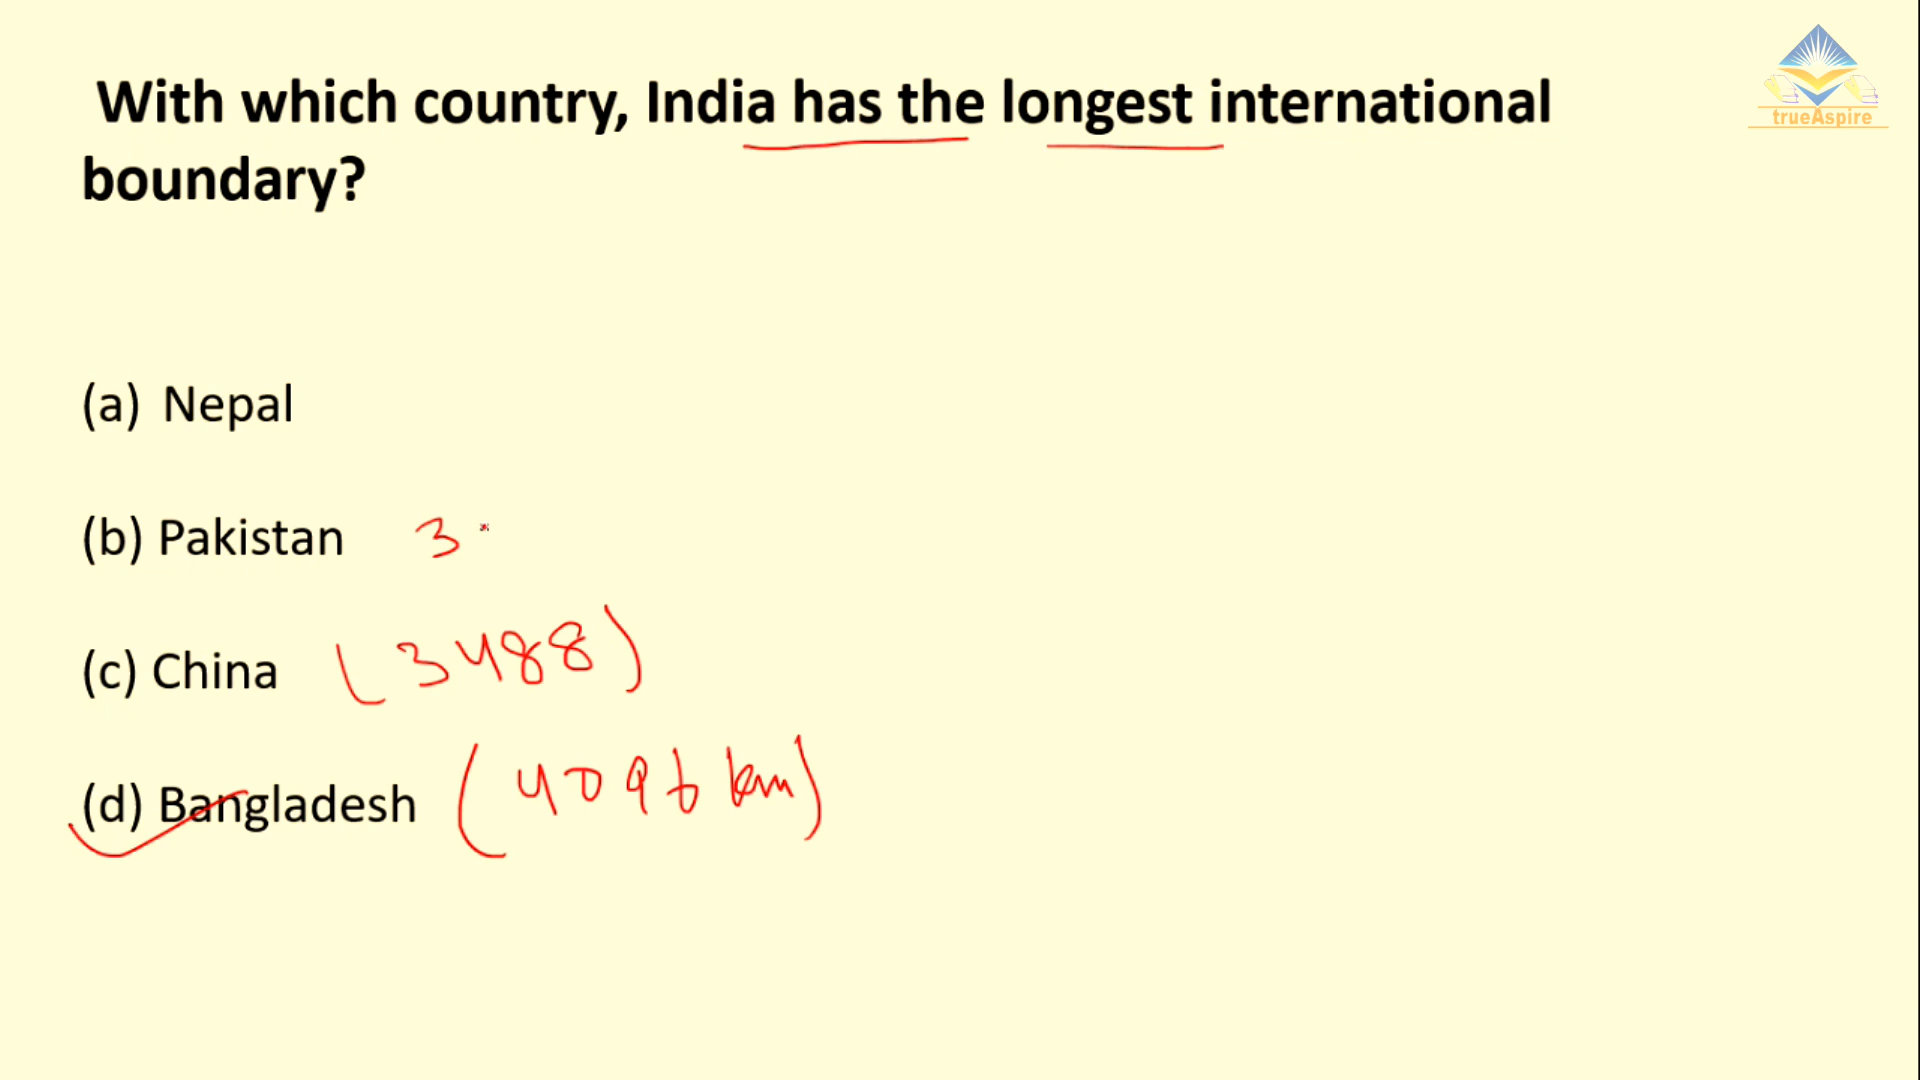 With which country, India has the longest international
boundary?
trueAspire
(a) Nepal
(b) Pakistan 3
(c) China (3488)
(d) Bangladesh (4096 km)